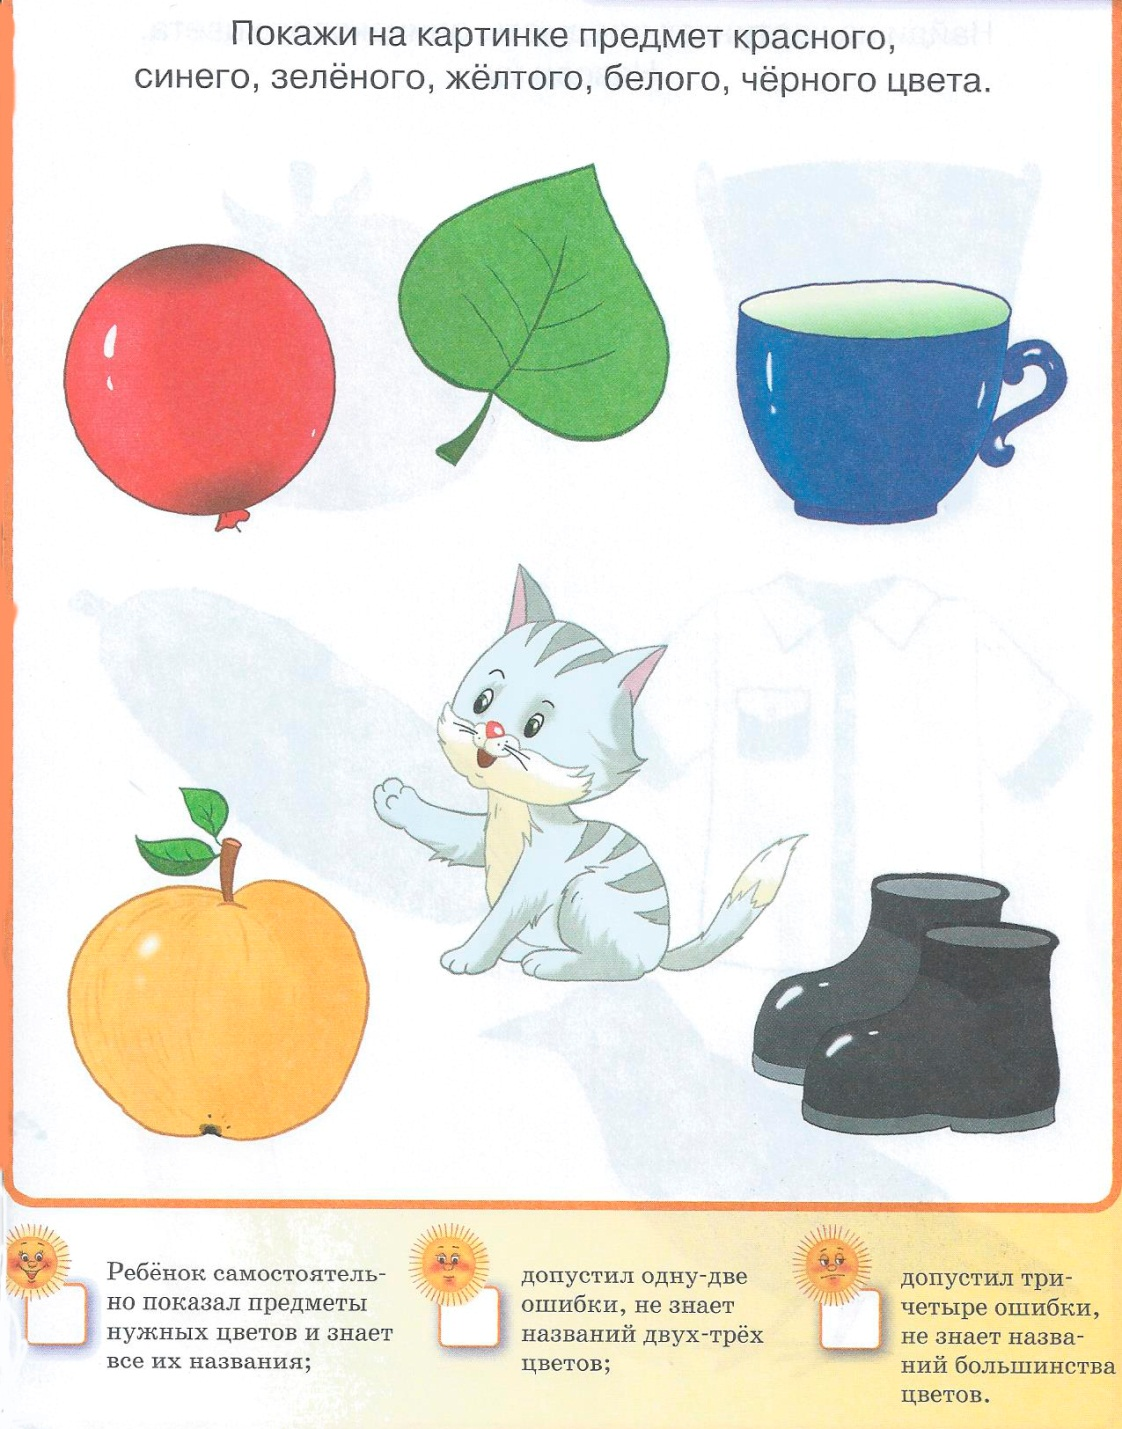 Покажи на картинке предмет красного,
синего, зелёного, жёлтого, белого, чёрного цвета.
Ребёнок самостоятель-
но показал предметы
нужных цветов и знает
все их названия;
допустил одну-две
ошибки, не знает
названий двух-трёх
цветов;
допустил три-
четыре ошибки,
не знает назва-
ний большинства
цветов.